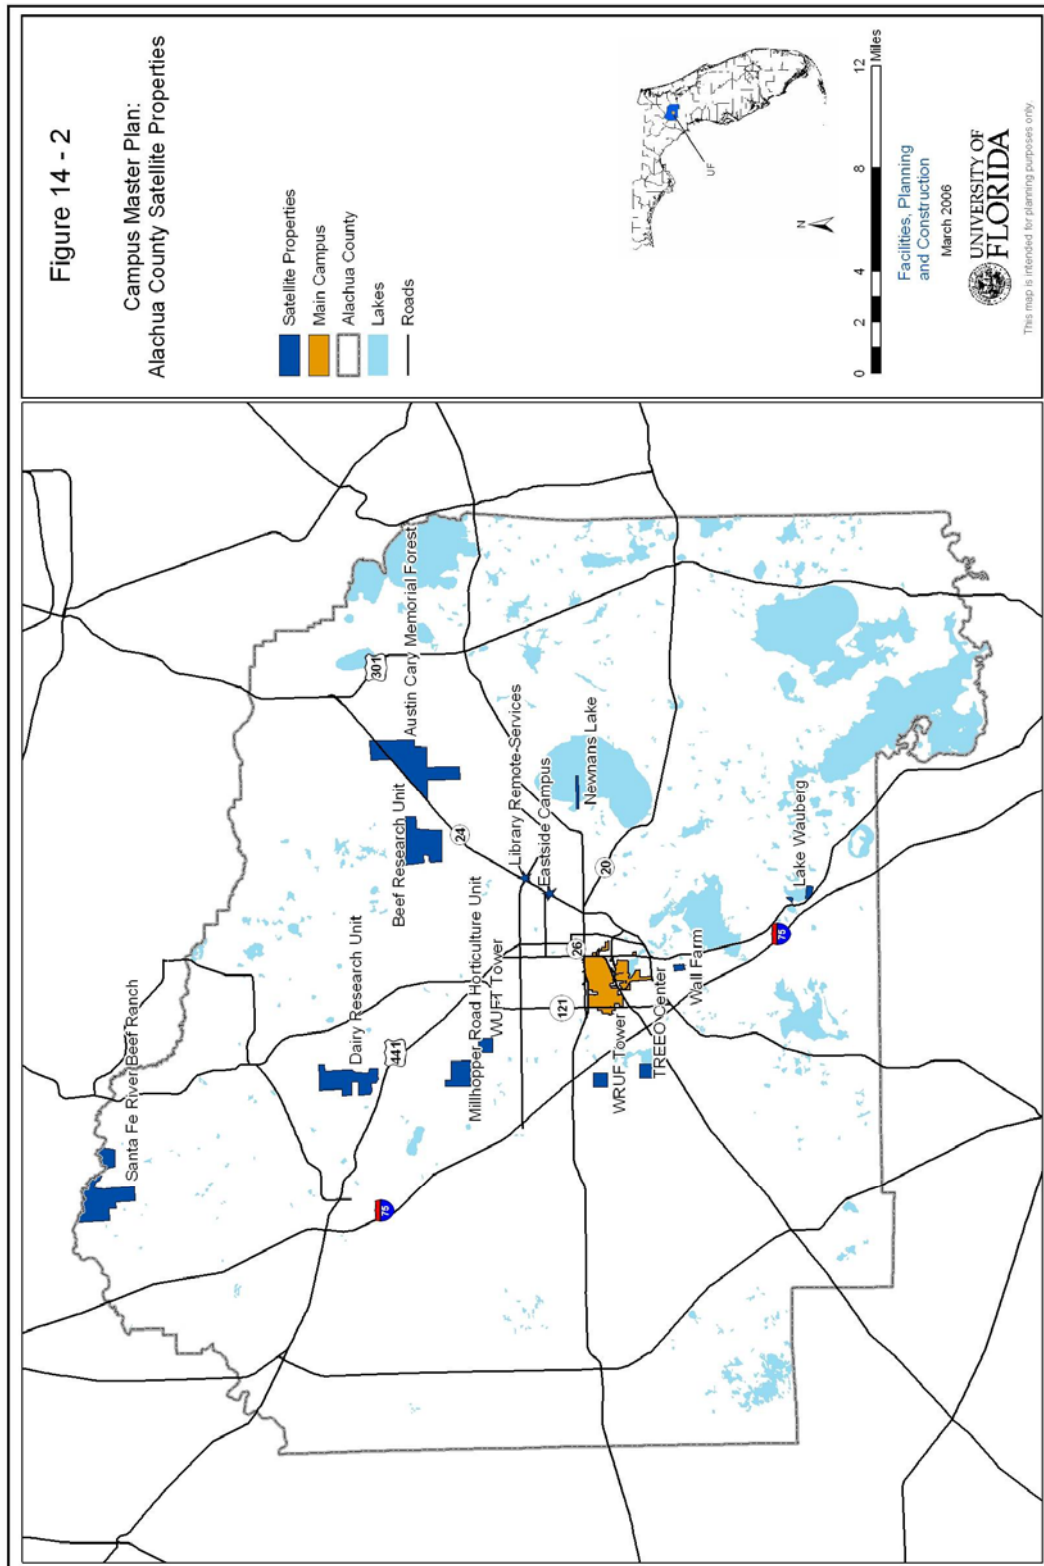 Figure 14 - 2
Campus Master Plan:
Alachua County Satellite Properties
Satellite Properties
Main Campus
Alachua County
Lakes
Roads
UF
N
0 2 4 8 12
Miles
Facilities, Planning
and Construction
March 2006
UNIVERSITY OF
FLORIDA
This map is intended for planning purposes only.
Santa Fe River Beef Ranch
Dairy Research Unit
Beef Research Unit
Austin Cary Memorial Forest
301
441
75
24
Millhopper Road Horticulture Unit
WUFT Tower
Library Remote-Services
Eastside Campus
121
26
20
Newnans Lake
WRUF Tower
TREEO Center
Wall Farm
75
Lake Wauberg